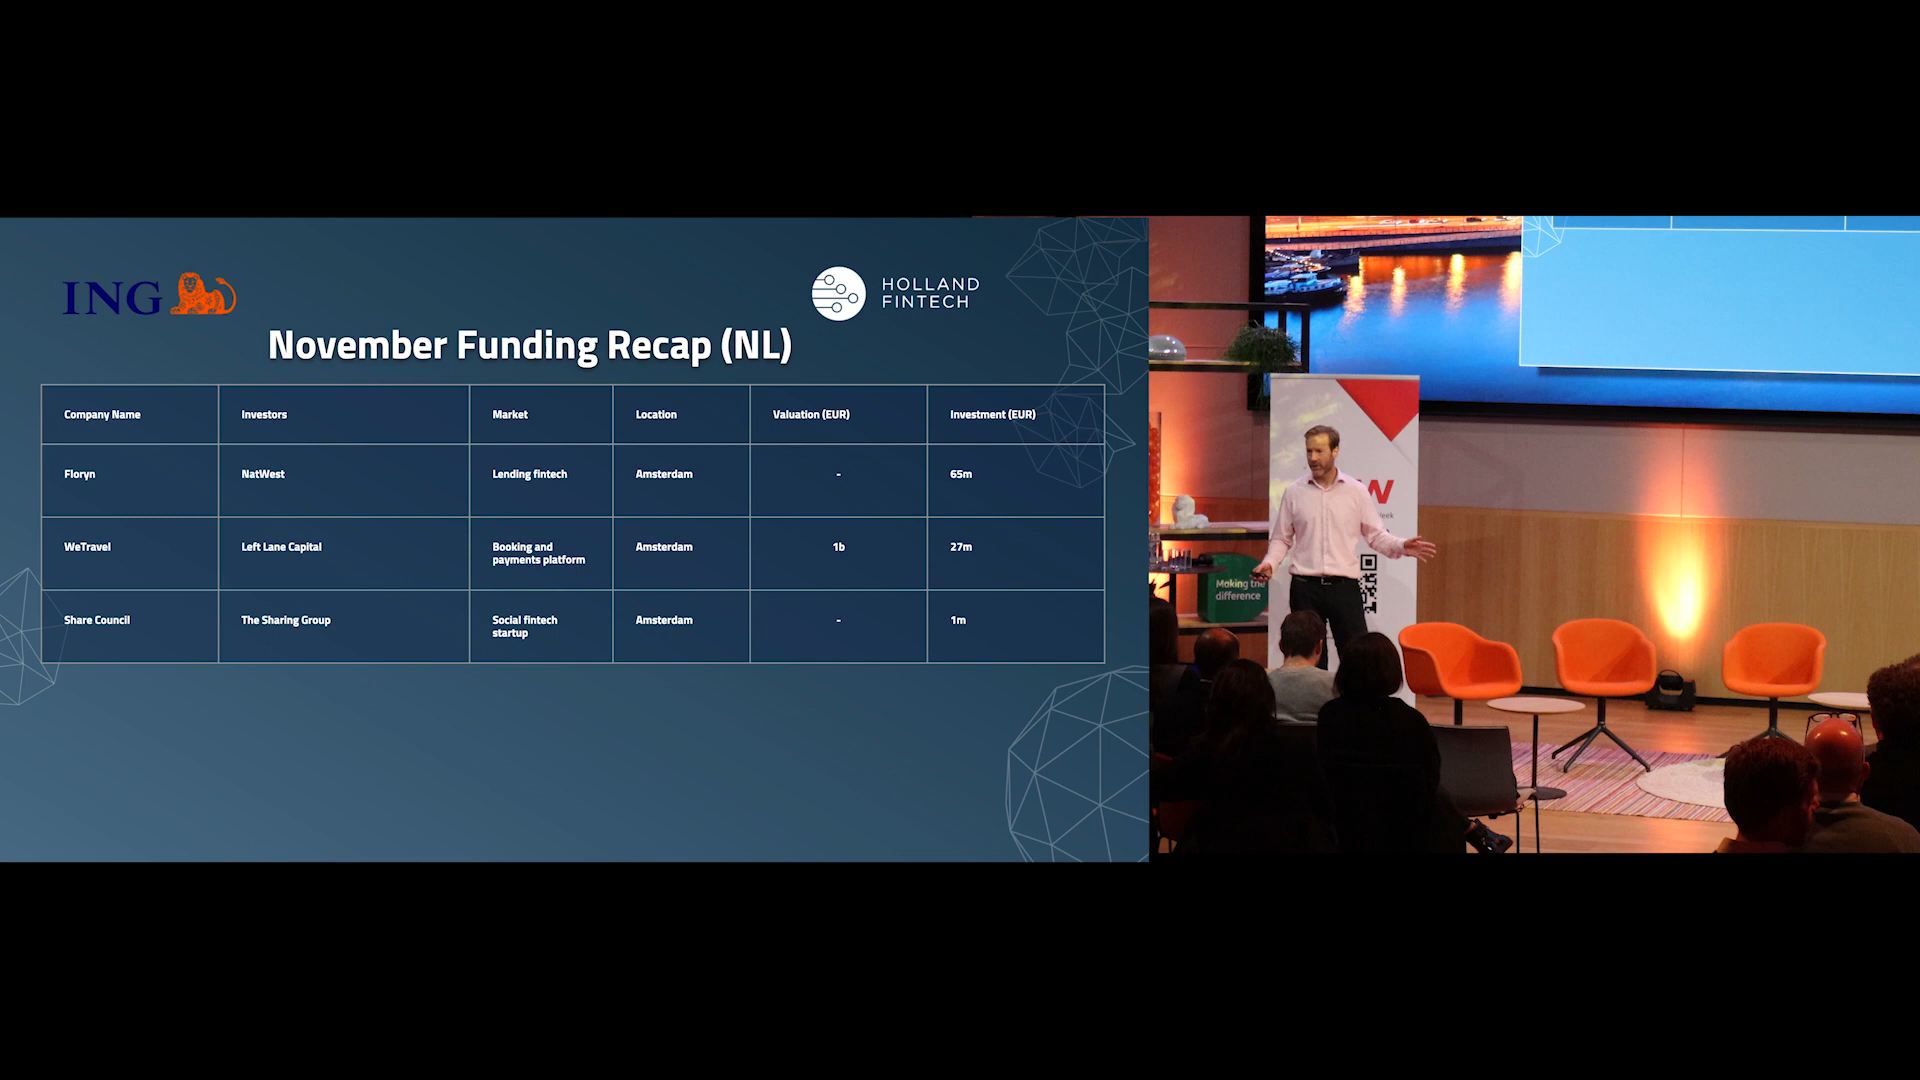 ING
HOLLAND
FINTECH
November Funding Recap (NL)
Company Name Investors Market Location Valuation (EUR) Investment (EUR)
Floryn NatWest Lending fintech Amsterdam - 65m
WeTravel Left Lane Capital Booking and payments platform Amsterdam 1b 27m
Share Council The Sharing Group Social fintech startup Amsterdam - 1m
Making the
difference